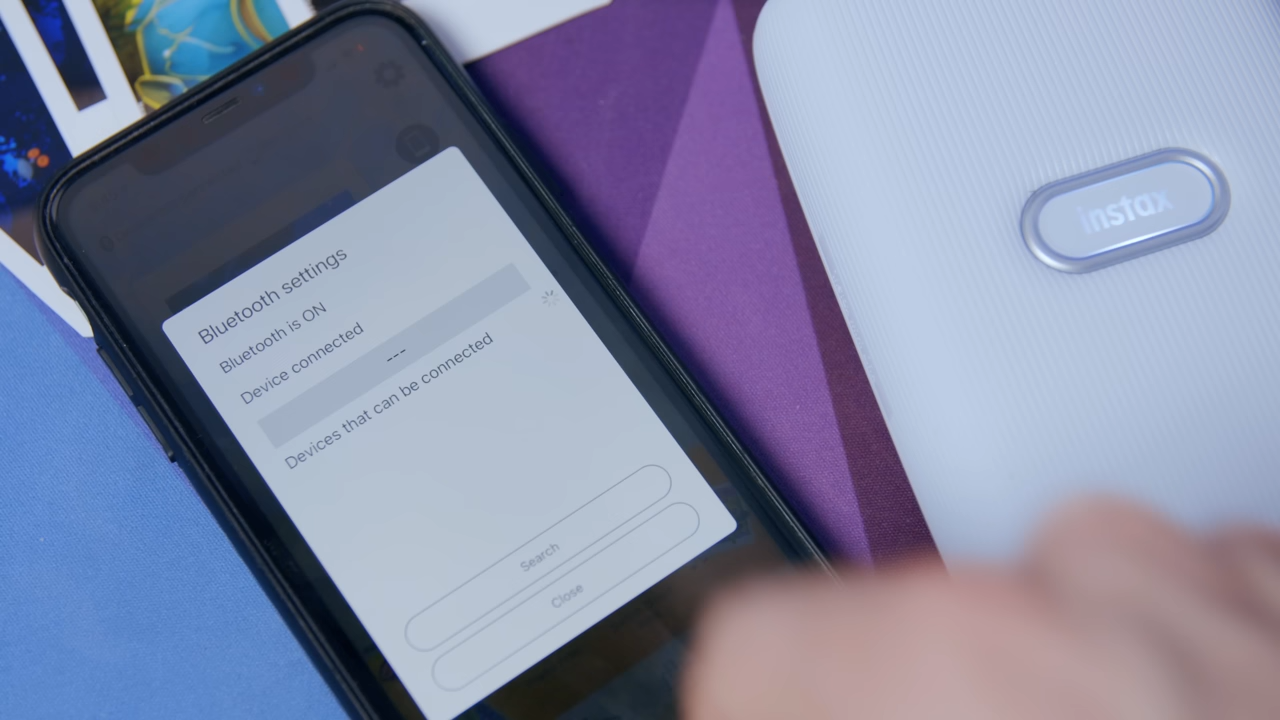 Bluetooth settings
Bluetooth is ON
Device connected
---
Devices that can be connected
Search
Close
instax